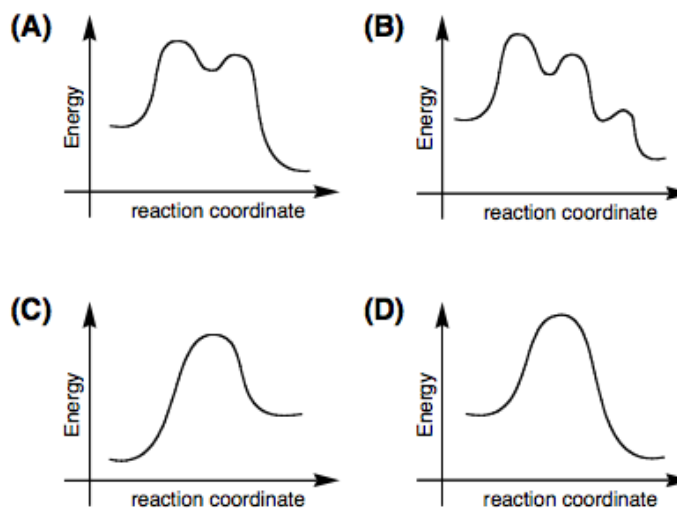 (A)
Energy
reaction coordinate
(B)
Energy
reaction coordinate
(C)
Energy
reaction coordinate
(D)
Energy
reaction coordinate